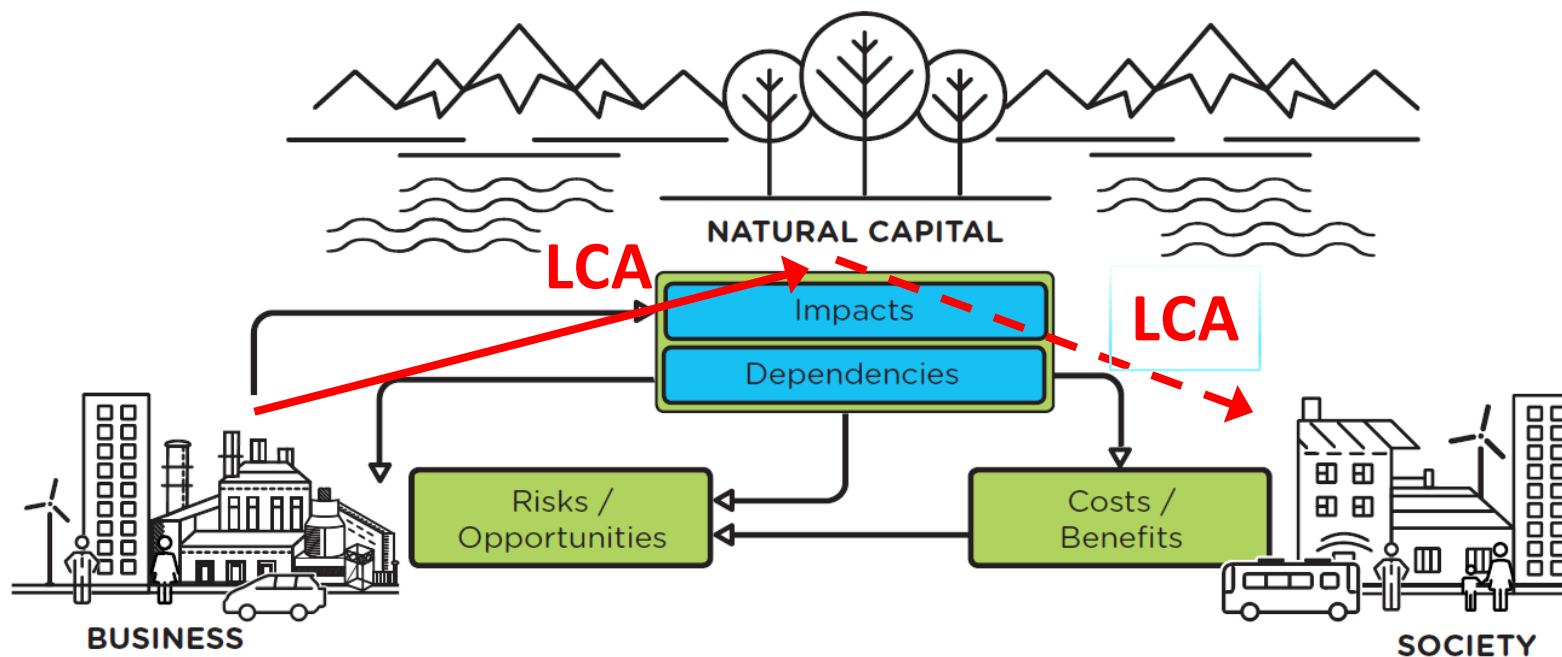 NATURAL CAPITAL
LCA
Impacts
LCA
Dependencies
Risks /
Opportunities
Costs /
Benefits
BUSINESS
SOCIETY